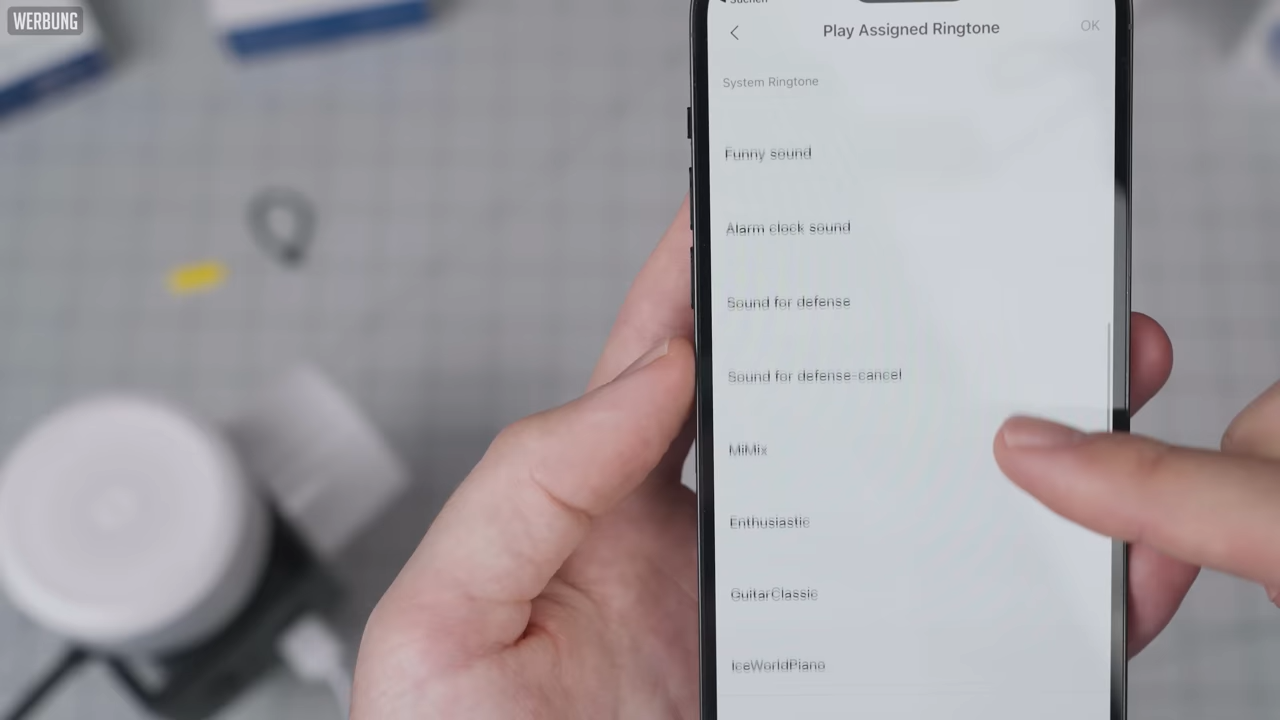 WERBUNG
Suchen
Play Assigned Ringtone
OK
System Ringtone
Funny sound
Alarm clock sound
Sound for defense
Sound for defense-cancel
MiMix
Enthusiastic
GuitarClassic
IceWorldPiano